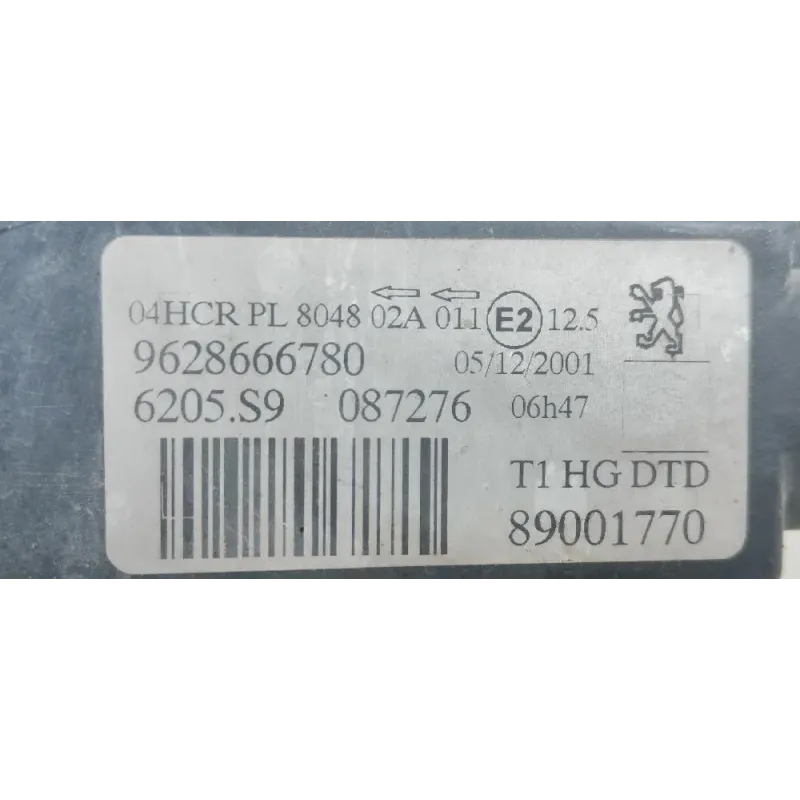 04HCR PL 8048 02A 011 E2 12.5
9628666780 05/12/2001
6205.S9 087276 06h47
T1 HG DTD
89001770